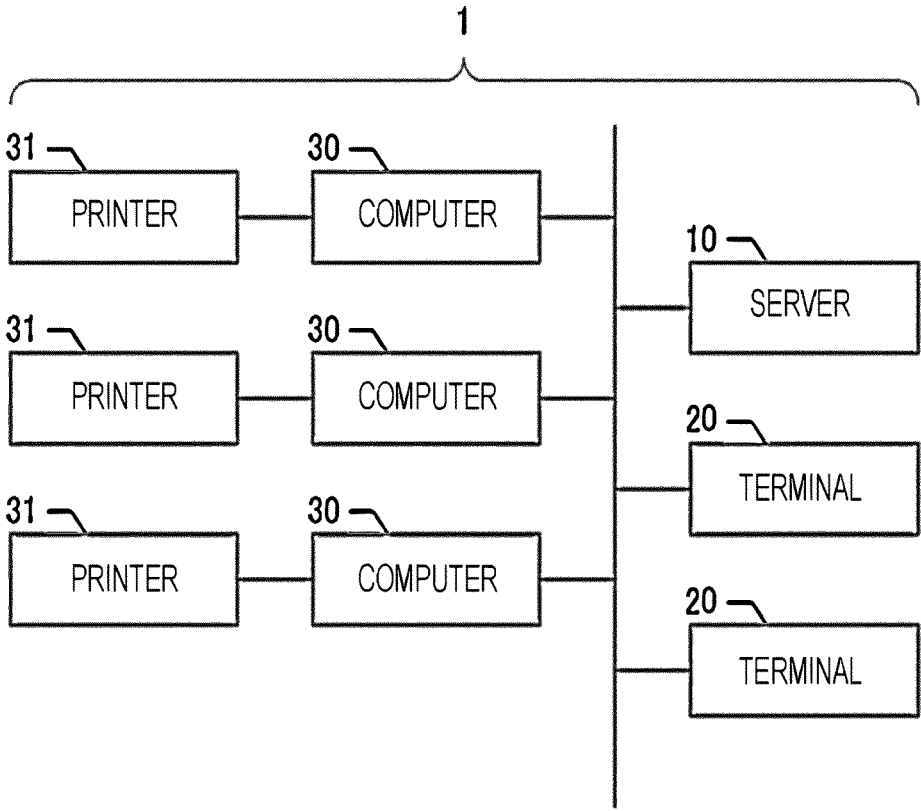 1
31
30
PRINTER
COMPUTER
10
SERVER
31
30
PRINTER
COMPUTER
20
TERMINAL
31
30
PRINTER
COMPUTER
20
TERMINAL